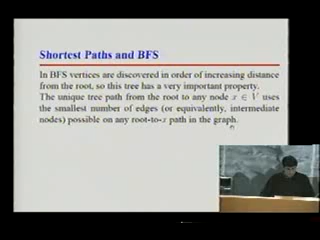 Shortest Paths and BFS
In BFS vertices are discovered in order of increasing distance
from the root, so this tree has a very important property.
The unique tree path from the root to any node x ∈ V uses
the smallest number of edges (or equivalently, intermediate
nodes) possible on any root-to-x path in the graph.